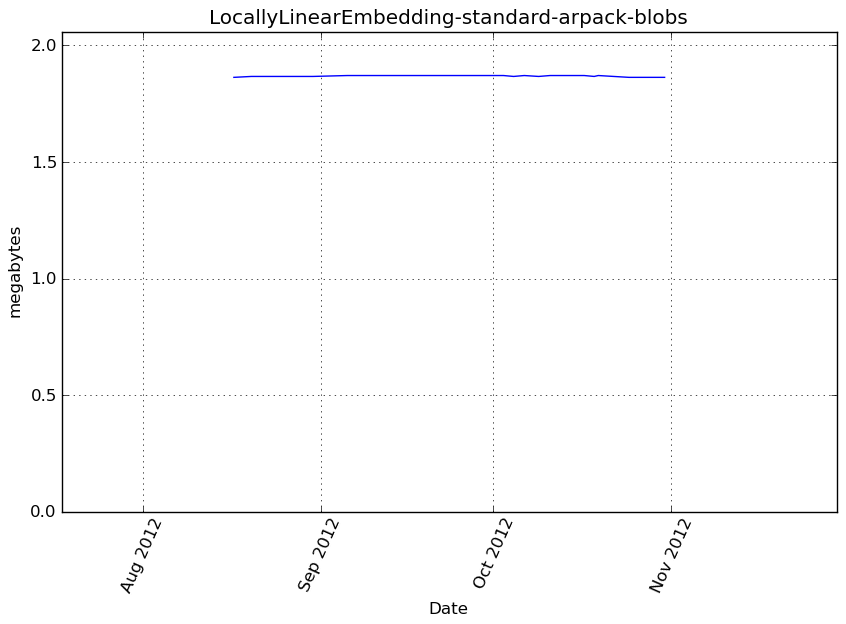 LocallyLinearEmbedding-standard-arpack-blobs
2.0
1.5
1.0
0.5
0.0
megabytes
Aug 2012
Sep 2012
Oct 2012
Nov 2012
Date